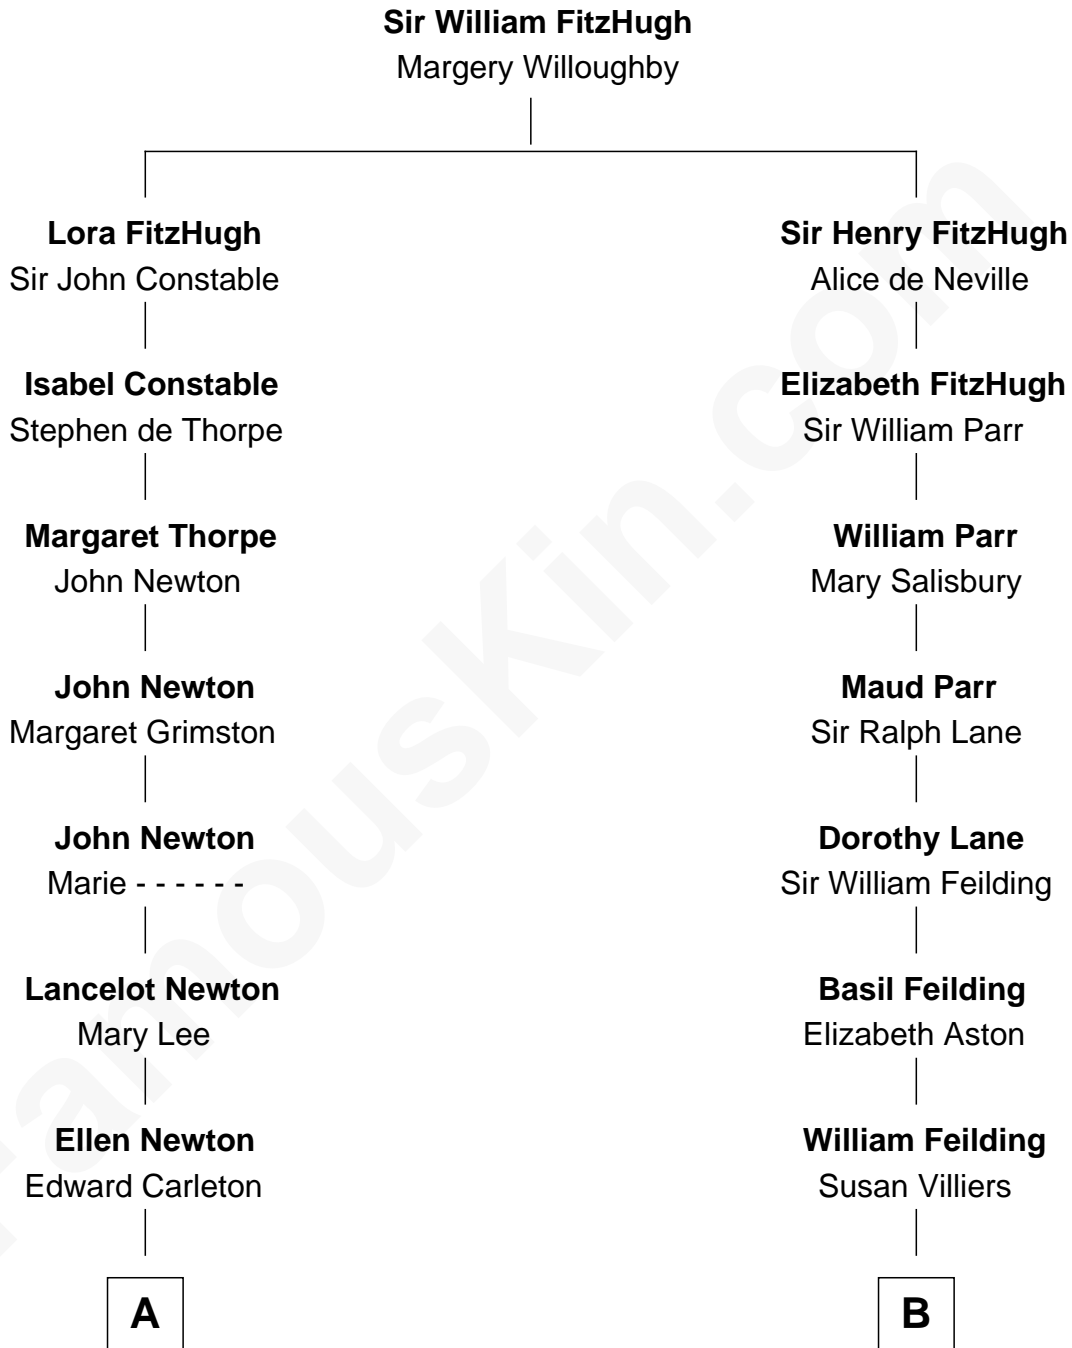 Sir William FitzHugh
Margery Willoughby
Lora FitzHugh
Sir John Constable
Isabel Constable
Stephen de Thorpe
Margaret Thorpe
John Newton
John Newton
Margaret Grimston
John Newton
Marie - - - - - -
Lancelot Newton
Mary Lee
Ellen Newton
Edward Carleton
A
Sir Henry FitzHugh
Alice de Neville
Elizabeth FitzHugh
Sir William Parr
William Parr
Mary Salisbury
Maud Parr
Sir Ralph Lane
Dorothy Lane
Sir William Feilding
Basil Feilding
Elizabeth Aston
William Feilding
Susan Villiers
B
FamousKin.com